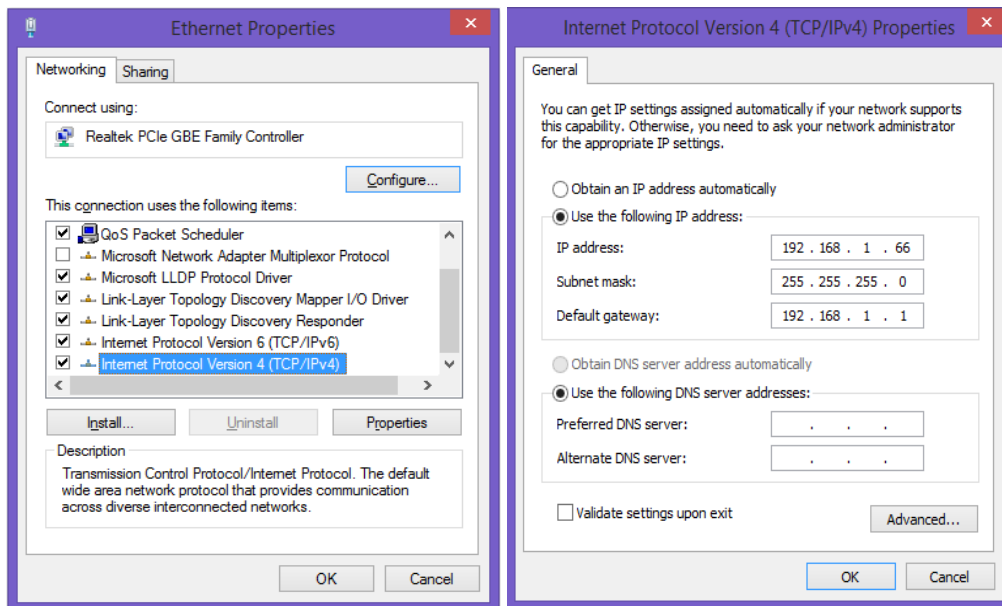 Ethernet Properties
Networking
Sharing
Connect using:
Realtek PCIe GBE Family Controller
Configure...
This connection uses the following items:
QoS Packet Scheduler
Microsoft Network Adapter Multiplexor Protocol
Microsoft LLDP Protocol Driver
Link-Layer Topology Discovery Mapper I/O Driver
Link-Layer Topology Discovery Responder
Internet Protocol Version 6 (TCP/IPv6)
Internet Protocol Version 4 (TCP/IPv4)
Install...
Uninstall
Properties
Description
Transmission Control Protocol/Internet Protocol. The default
wide area network protocol that provides communication
across diverse interconnected networks.
OK
Cancel
Internet Protocol Version 4 (TCP/IPv4) Properties
General
You can get IP settings assigned automatically if your network supports
this capability. Otherwise, you need to ask your network administrator
for the appropriate IP settings.
Obtain an IP address automatically
Use the following IP address:
IP address:
192 . 168 . 1 . 66
Subnet mask:
255 . 255 . 255 . 0
Default gateway:
192 . 168 . 1 . 1
Obtain DNS server address automatically
Use the following DNS server addresses:
Preferred DNS server:
. . .
Alternate DNS server:
. . .
Validate settings upon exit
Advanced...
OK
Cancel